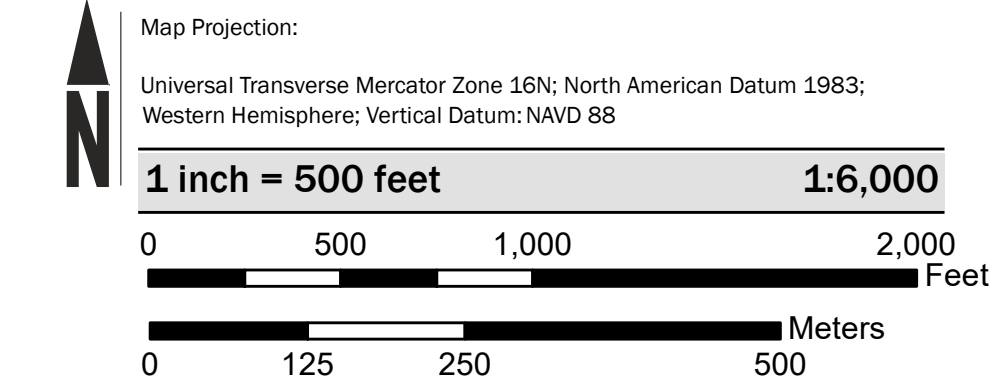 N
Map Projection:
Universal Transverse Mercator Zone 16N; North American Datum 1983;
Western Hemisphere; Vertical Datum: NAVD 88
1 inch = 500 feet 1:6,000
0 500 1,000 2,000
Feet
Meters
0 125 250 500